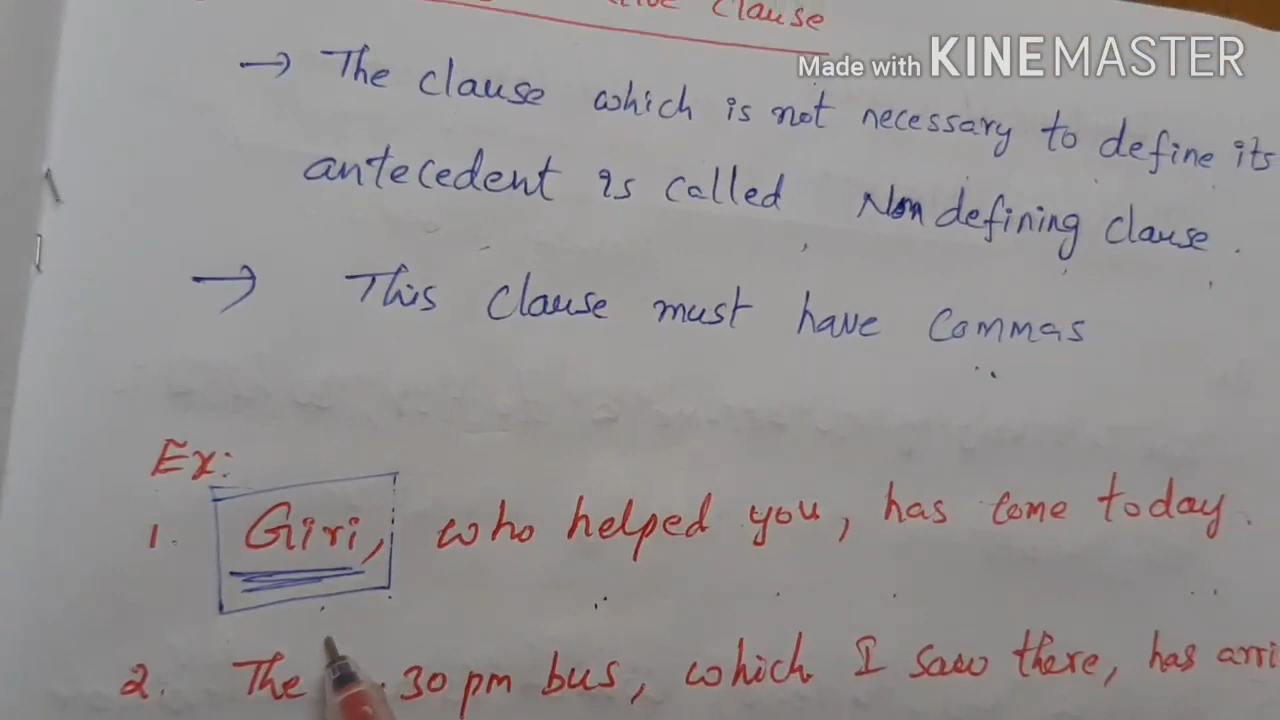 Clause
Made with KINEMASTER
→ The clause which is not necessary to define its
antecedent is called Non defining clause.
→ This clause must have commas
Ex:
1. Giri, who helped you, has come today.
2. The 30 pm bus, which I saw there, has arri